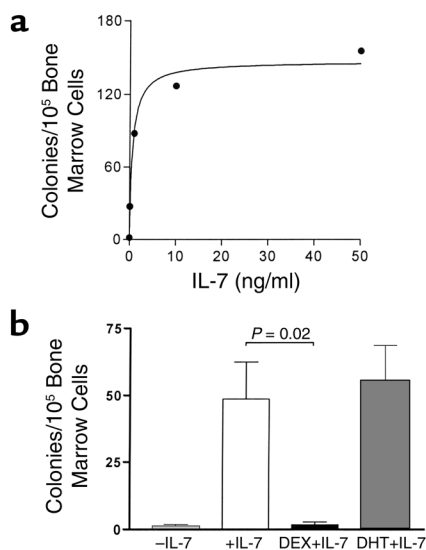 a
Colonies/10⁵ Bone
Marrow Cells
180
120
60
0
0 10 20 30 40 50
IL-7 (ng/ml)
b
Colonies/10⁵ Bone
Marrow Cells
75
50
25
0
P = 0.02
–IL-7 +IL-7 DEX+IL-7 DHT+IL-7